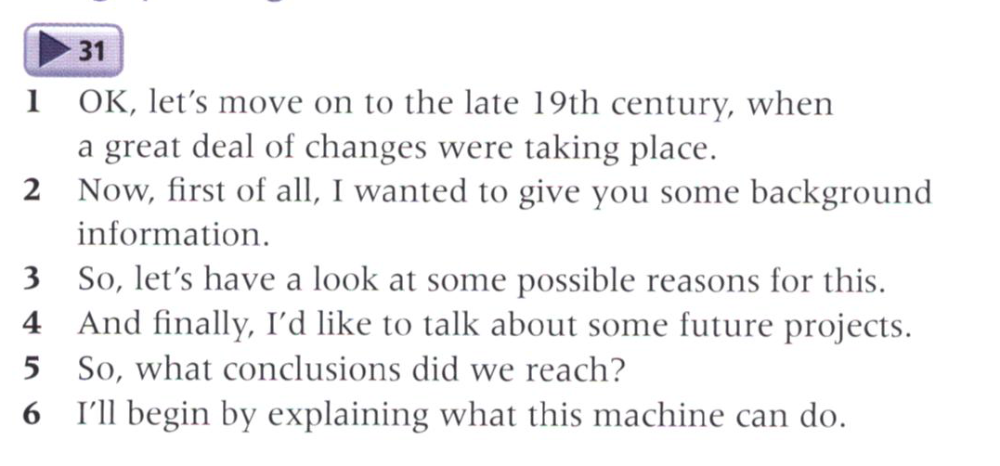 31
1 OK, let's move on to the late 19th century, when
a great deal of changes were taking place.
2 Now, first of all, I wanted to give you some background
information.
3 So, let's have a look at some possible reasons for this.
4 And finally, I'd like to talk about some future projects.
5 So, what conclusions did we reach?
6 I'll begin by explaining what this machine can do.